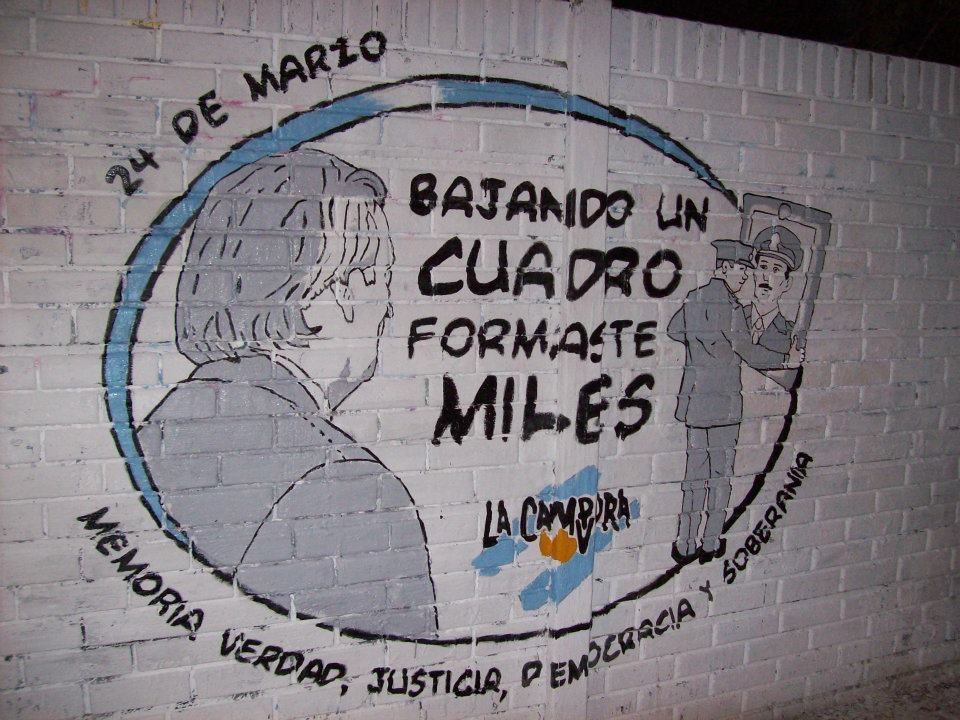 24 DE MARZO
BAJANDO UN
CUADRO
FORMASTE
MILES
LA CAMPORA
MEMORIA VERDAD, JUSTICIA, DEMOCRACIA Y SOBERANIA